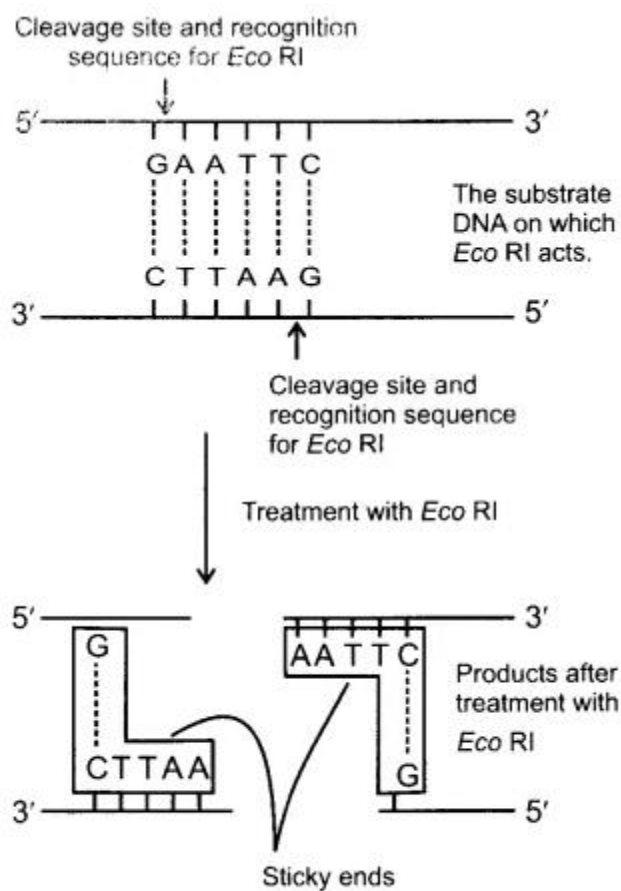 Cleavage site and recognition
sequence for Eco RI
5′ 3′
G A A T T C
The substrate
DNA on which
Eco RI acts.
C T T A A G
3′ 5′
Cleavage site and
recognition sequence
for Eco RI
Treatment with Eco RI
5′ 3′
G
A A T T C
Products after
treatment with
Eco RI
C T T A A
G
3′ 5′
Sticky ends